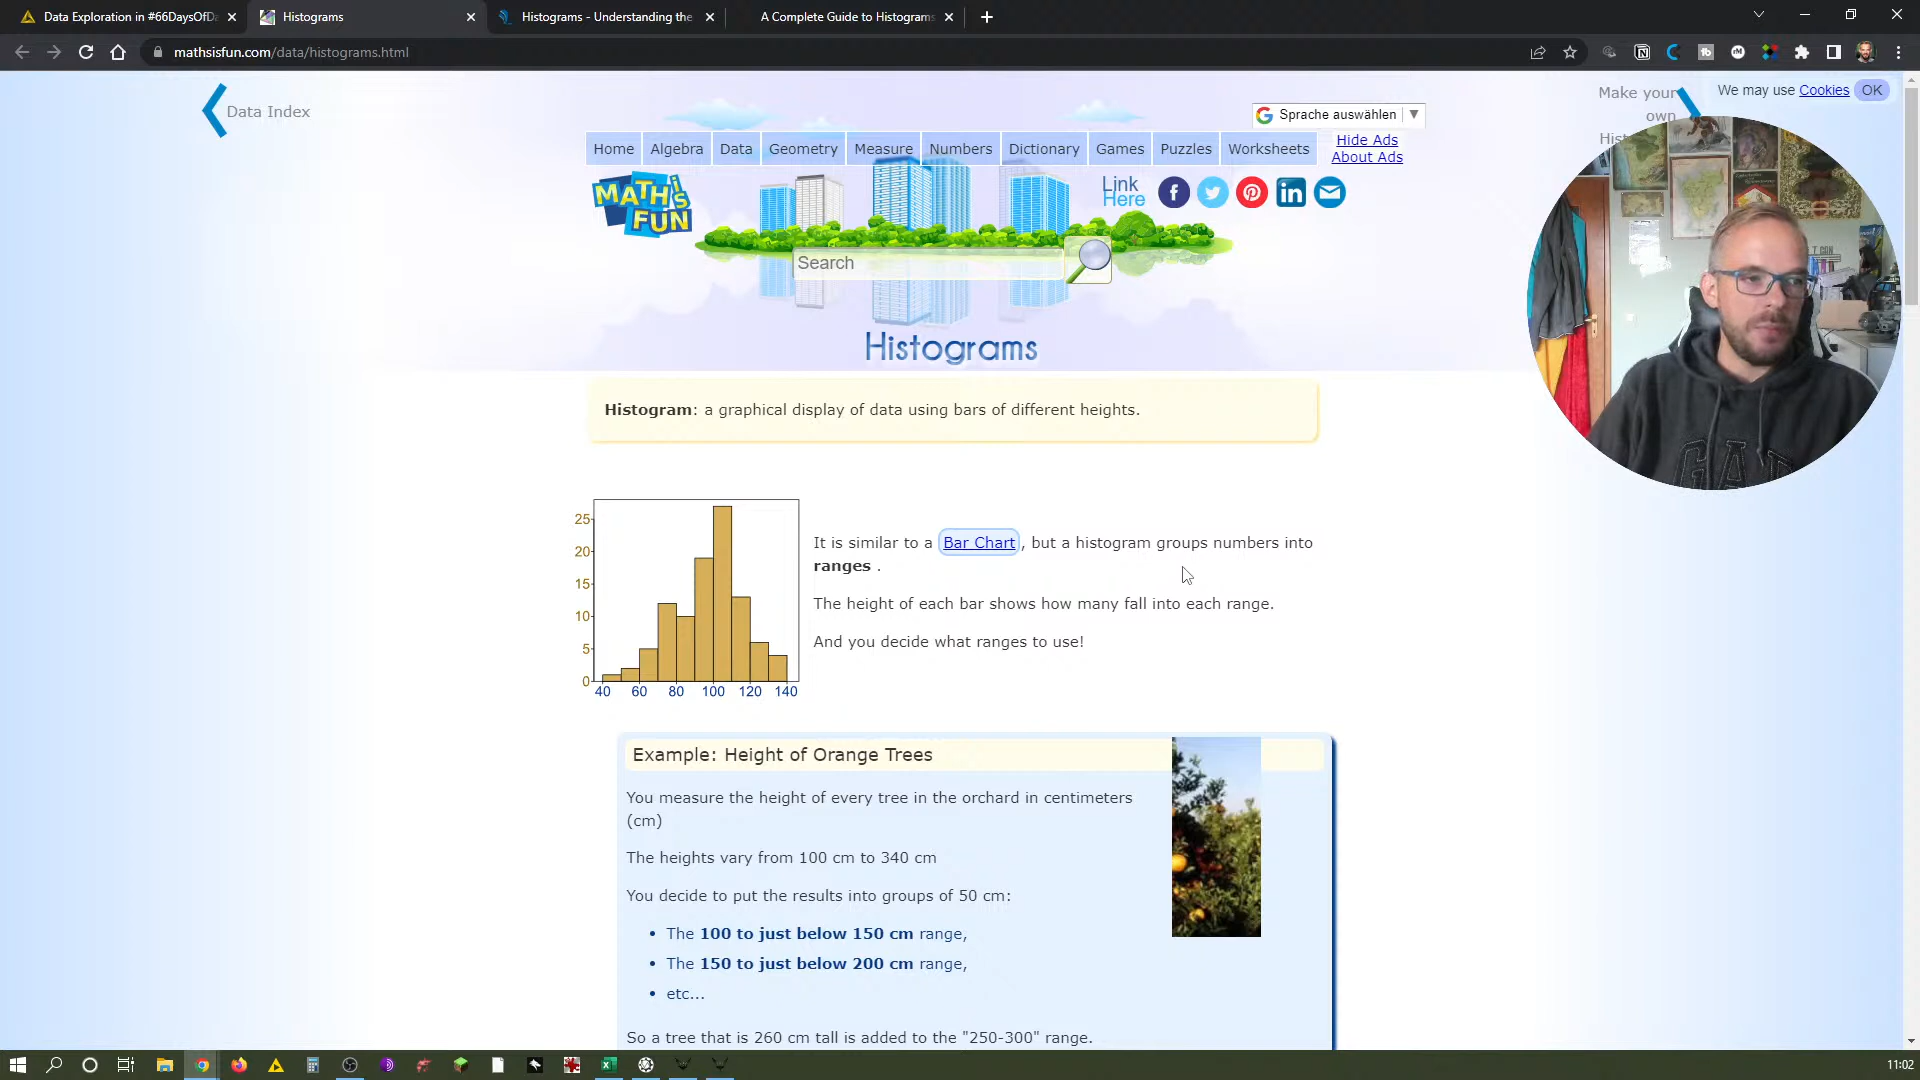 Data Exploration in #66DaysOfDa
Histograms
Histograms - Understanding the
A Complete Guide to Histograms
mathsisfun.com/data/histograms.html
Data Index
Make your
own
We may use Cookies OK
Sprache auswählen
Home Algebra Data Geometry Measure Numbers Dictionary Games Puzzles Worksheets
Hide Ads
About Ads
MATH iS
FUN
Link
Here
Search
Histograms
Histogram: a graphical display of data using bars of different heights.
25
20
15
10
5
0
40 60 80 100 120 140
It is similar to a Bar Chart , but a histogram groups numbers into
ranges .
The height of each bar shows how many fall into each range.
And you decide what ranges to use!
Example: Height of Orange Trees
You measure the height of every tree in the orchard in centimeters
(cm)
The heights vary from 100 cm to 340 cm
You decide to put the results into groups of 50 cm:
• The 100 to just below 150 cm range,
• The 150 to just below 200 cm range,
• etc...
So a tree that is 260 cm tall is added to the "250-300" range.
11:02